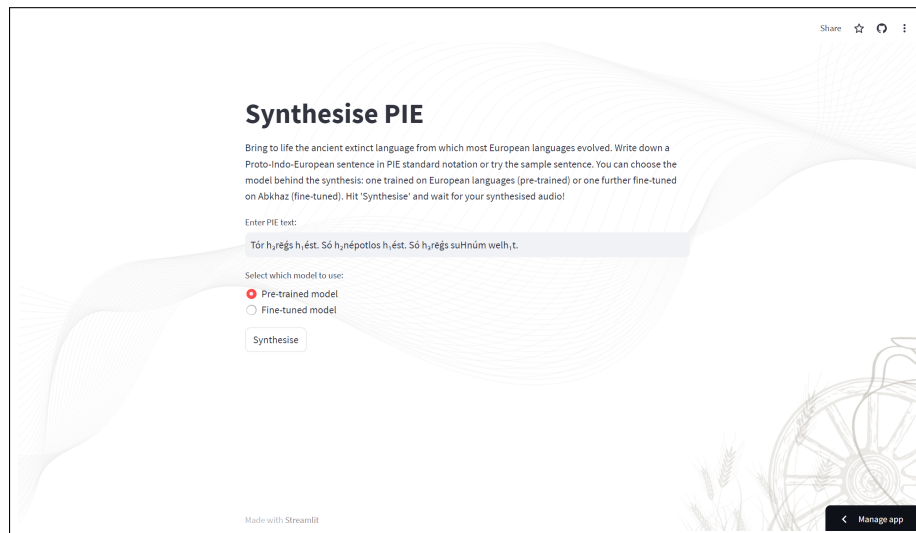 Share
Synthesise PIE
Bring to life the ancient extinct language from which most European languages evolved. Write down a
Proto-Indo-European sentence in PIE standard notation or try the sample sentence. You can choose the
model behind the synthesis: one trained on European languages (pre-trained) or one further fine-tuned
on Abkhaz (fine-tuned). Hit 'Synthesise' and wait for your synthesised audio!
Enter PIE text:
Tór h₃rḗǵs h₁ést. Só h₂népotlos h₁ést. Só h₃rḗǵs suHnúm welh₁t.
Select which model to use:
Pre-trained model
Fine-tuned model
Synthesise
Made with Streamlit
Manage app